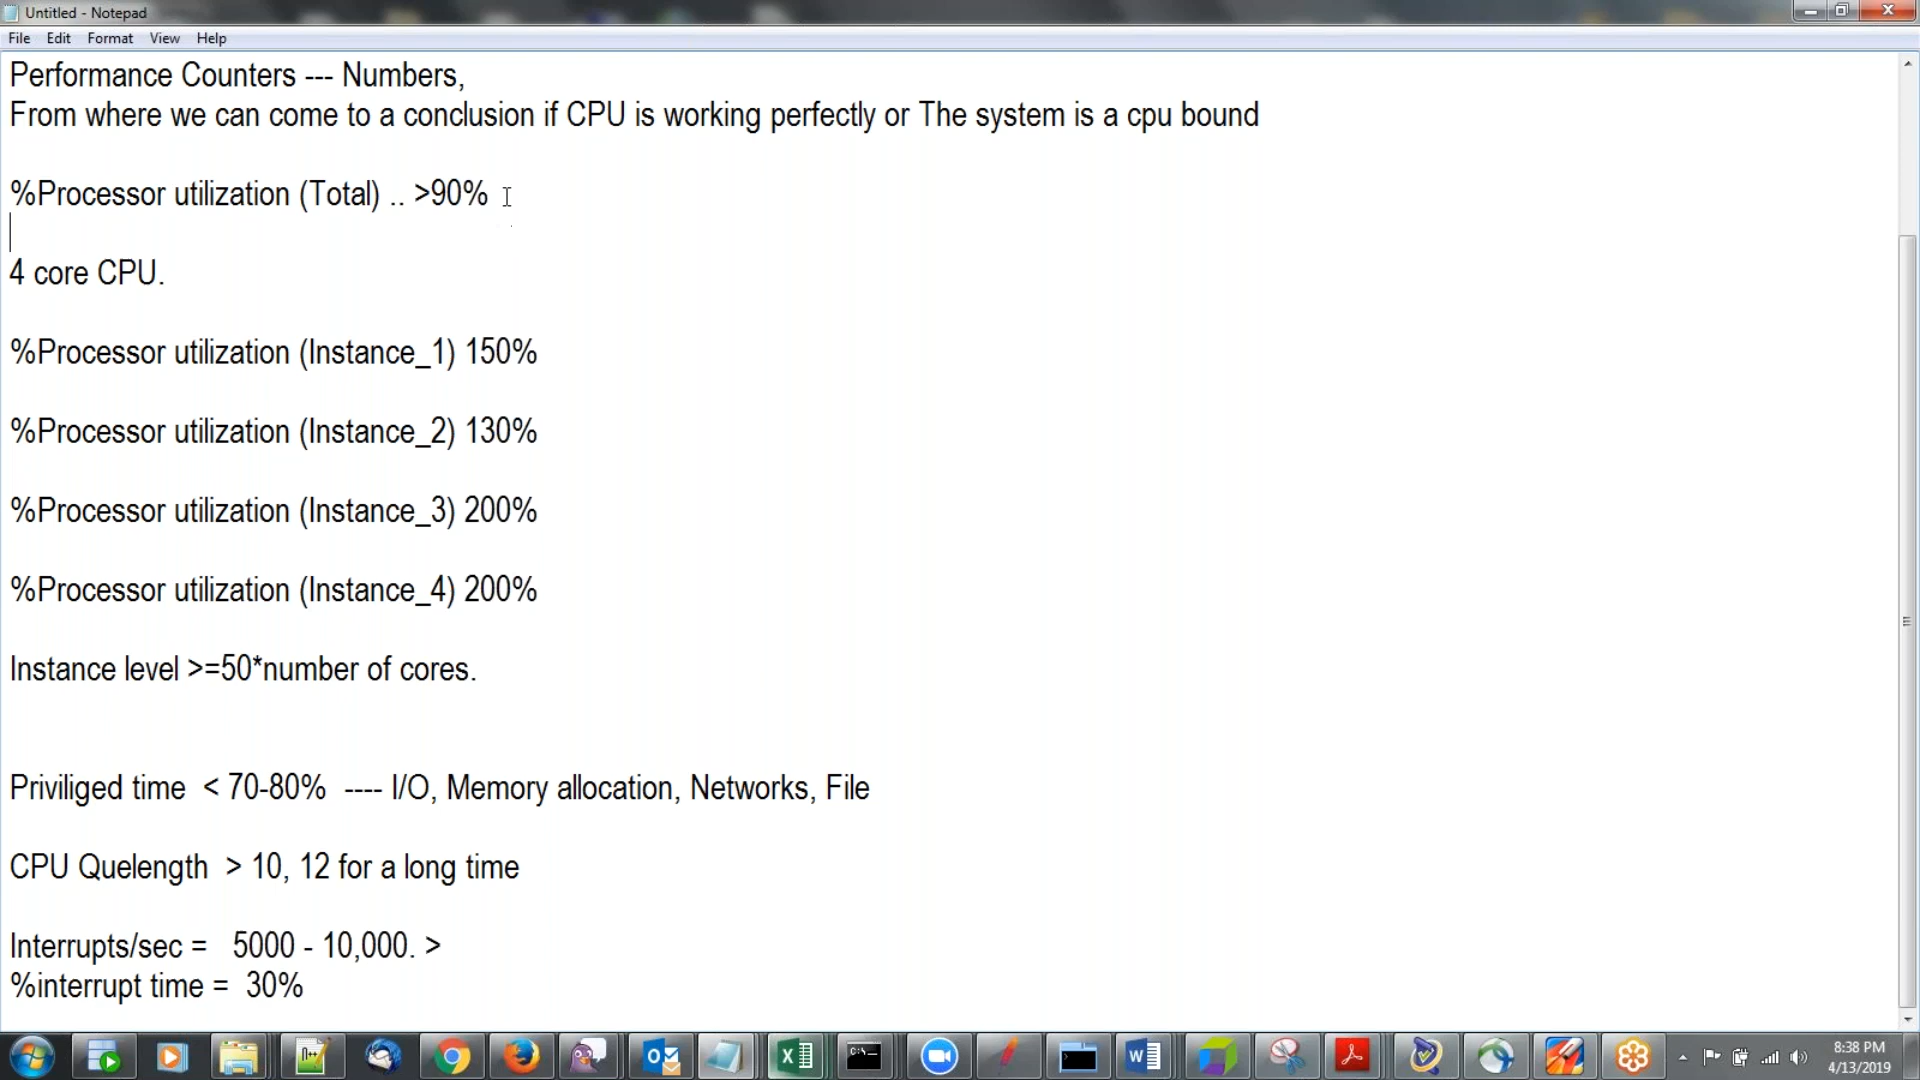 Untitled - Notepad
File Edit Format View Help
Performance Counters --- Numbers,
From where we can come to a conclusion if CPU is working perfectly or The system is a cpu bound
%Processor utilization (Total) .. >90%
4 core CPU.
%Processor utilization (Instance_1) 150%
%Processor utilization (Instance_2) 130%
%Processor utilization (Instance_3) 200%
%Processor utilization (Instance_4) 200%
Instance level >=50*number of cores.
Priviliged time < 70-80% ---- I/O, Memory allocation, Networks, File
CPU Quelength > 10, 12 for a long time
Interrupts/sec = 5000 - 10,000. >
%interrupt time = 30%
8:38 PM
4/13/2019